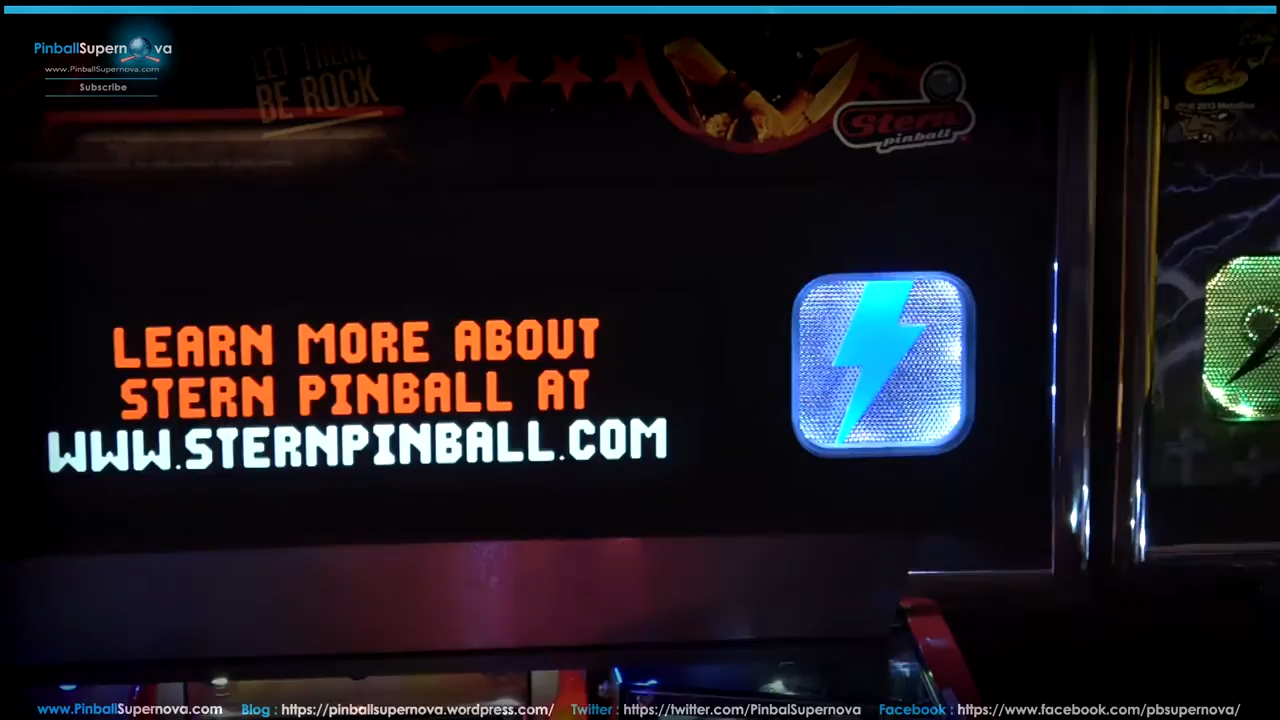 PinballSupernova
www.PinballSupernova.com
Subscribe
LET THERE
BE ROCK
Stern
pinball
© 2013 Metallica
LEARN MORE ABOUT
STERN PINBALL AT
WWW.STERNPINBALL.COM
www.PinballSupernova.com Blog : https://pinballsupernova.wordpress.com/ Twitter : https://twitter.com/PinbalSupernova Facebook : https://www.facebook.com/pbsupernova/